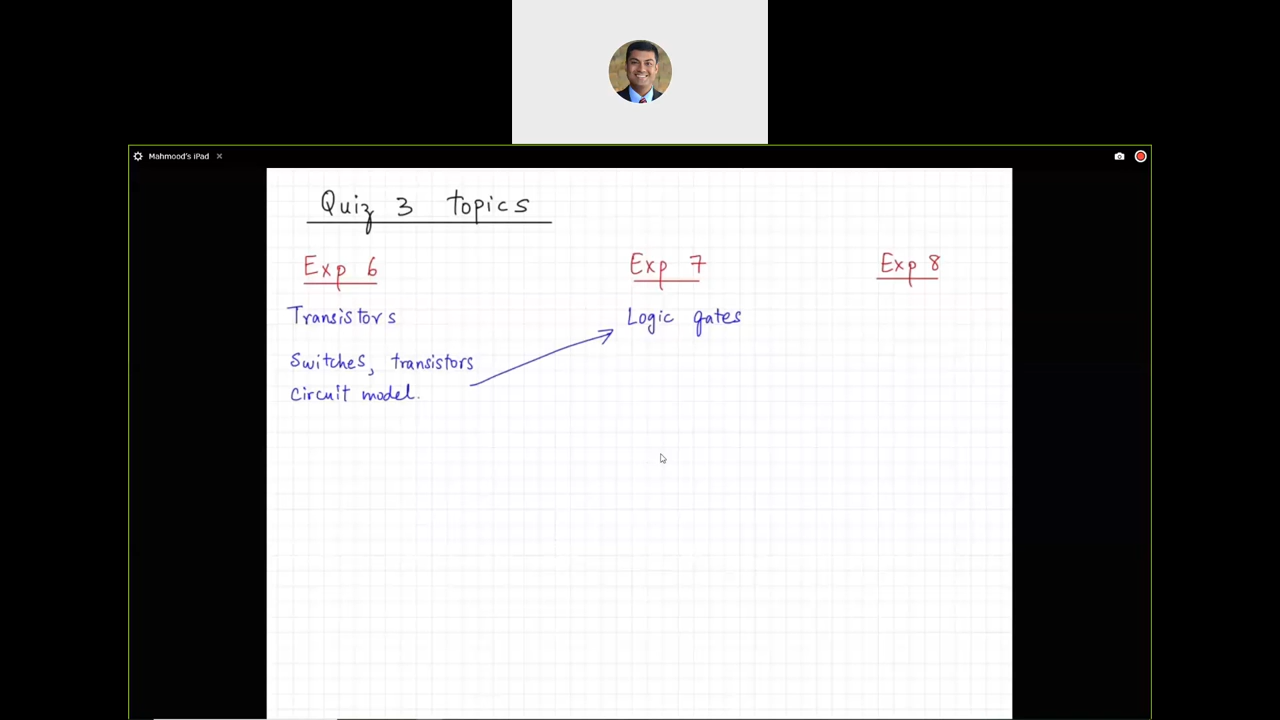 Mahmood's iPad
Quiz 3 topics
Exp 6
Exp 7
Exp 8
Transistors
Logic gates
Switches, transistors
circuit model.